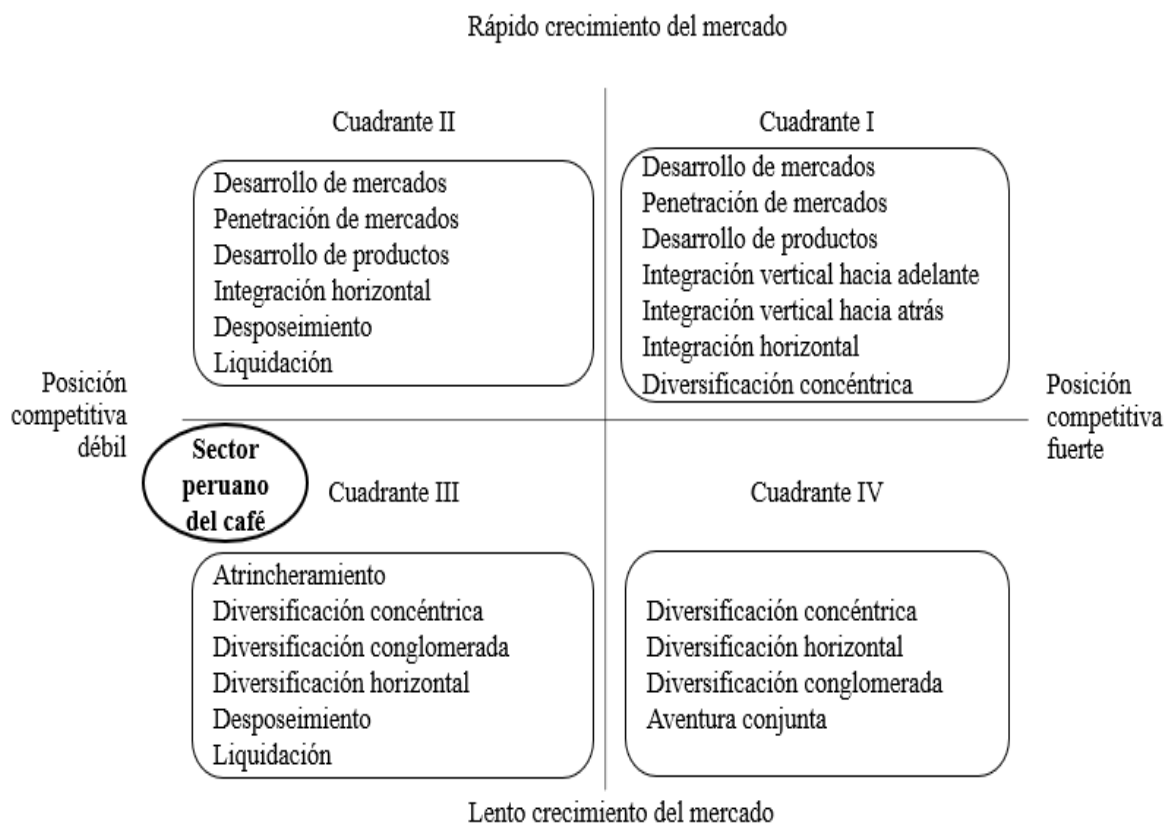 Rápido crecimiento del mercado
Cuadrante II
Desarrollo de mercados
Penetración de mercados
Desarrollo de productos
Integración horizontal
Desposeimiento
Liquidación
Cuadrante I
Desarrollo de mercados
Penetración de mercados
Desarrollo de productos
Integración vertical hacia adelante
Integración vertical hacia atrás
Integración horizontal
Diversificación concéntrica
Posición
competitiva
débil
Posición
competitiva
fuerte
Sector
peruano
del café
Cuadrante III
Atrincheramiento
Diversificación concéntrica
Diversificación conglomerada
Diversificación horizontal
Desposeimiento
Liquidación
Cuadrante IV
Diversificación concéntrica
Diversificación horizontal
Diversificación conglomerada
Aventura conjunta
Lento crecimiento del mercado